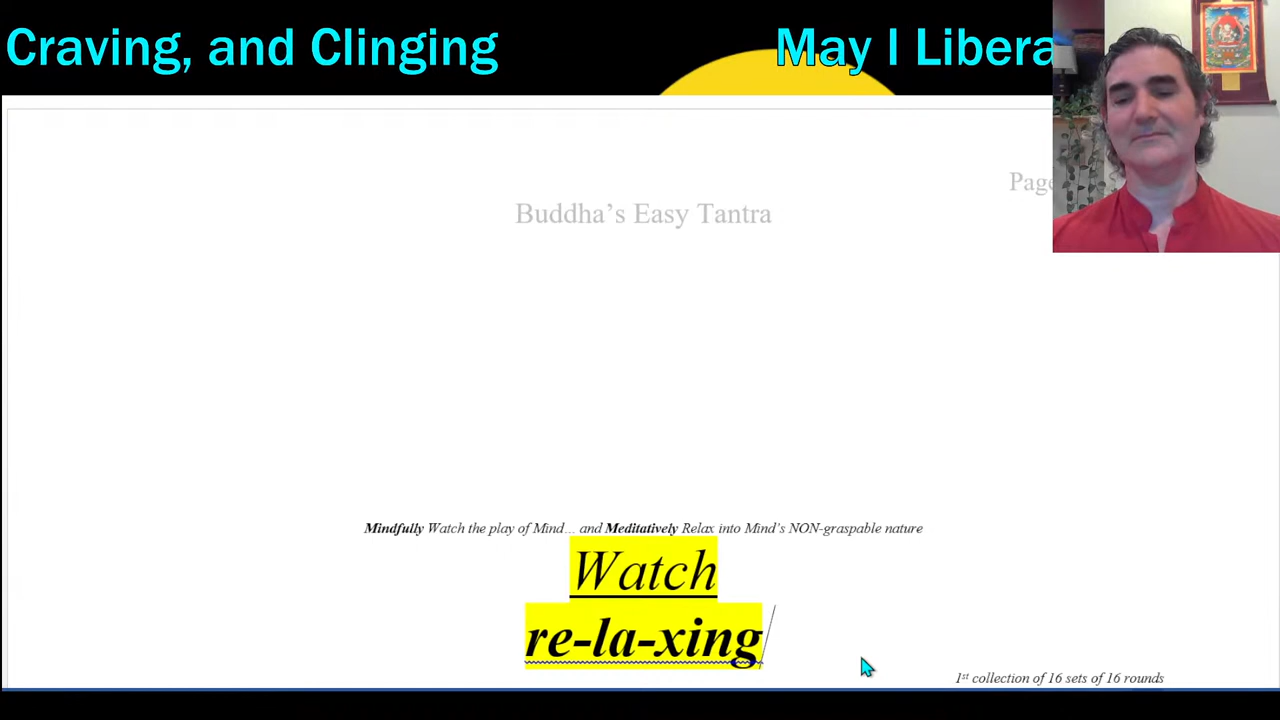 Craving, and Clinging
May I Libera
Page
Buddha's Easy Tantra
Mindfully Watch the play of Mind... and Meditatively Relax into Mind's NON-graspable nature
Watch
re-la-xing
1st collection of 16 sets of 16 rounds